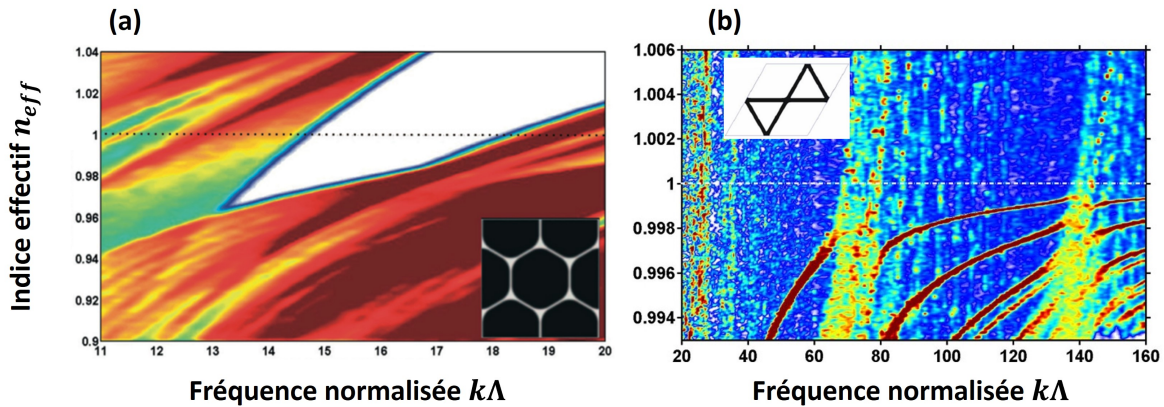 (a)
(b)
Indice effectif n_eff
1.04
1.02
1
0.98
0.96
0.94
0.92
0.9
11 12 13 14 15 16 17 18 19 20
Fréquence normalisée kΛ
1.006
1.004
1.002
1
0.998
0.996
0.994
20 40 60 80 100 120 140 160
Fréquence normalisée kΛ